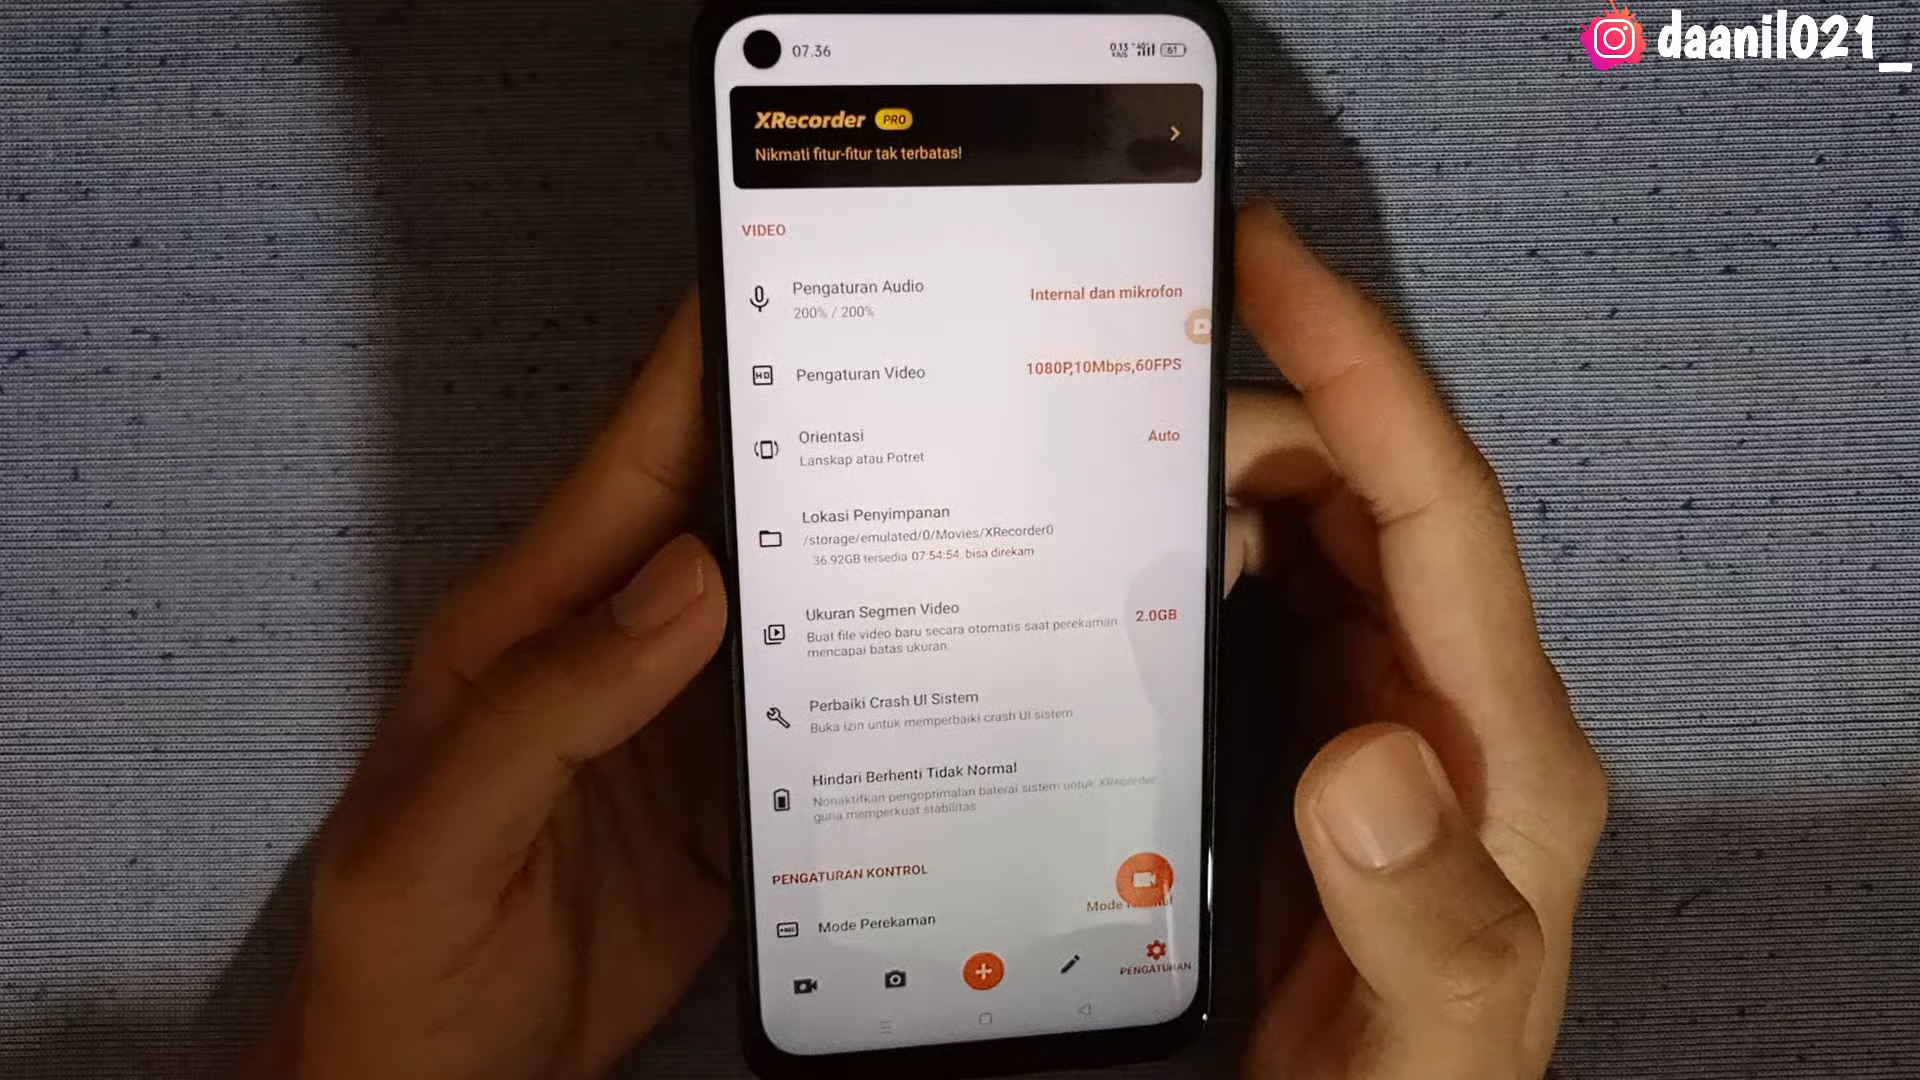 daanil021_
07.36
0.13
61
XRecorder PRO
Nikmati fitur-fitur tak terbatas!
VIDEO
Pengaturan Audio
Internal dan mikrofon
200% / 200%
Pengaturan Video
1080P,10Mbps,60FPS
Orientasi
Auto
Lanskap atau Potret
Lokasi Penyimpanan
/storage/emulated/0/Movies/XRecorder0
36.92GB tersedia 07:54:54 bisa direkam
Ukuran Segmen Video
2.0GB
Buat file video baru secara otomatis saat perekaman
mencapai batas ukuran.
Perbaiki Crash UI Sistem
Buka izin untuk memperbaiki crash UI sistem
Hindari Berhenti Tidak Normal
Nonaktifkan pengoptimalan baterai sistem untuk XRecorder
guna memperkuat stabilitas
PENGATURAN KONTROL
Mode Perekaman
Mode
PENGATURAN